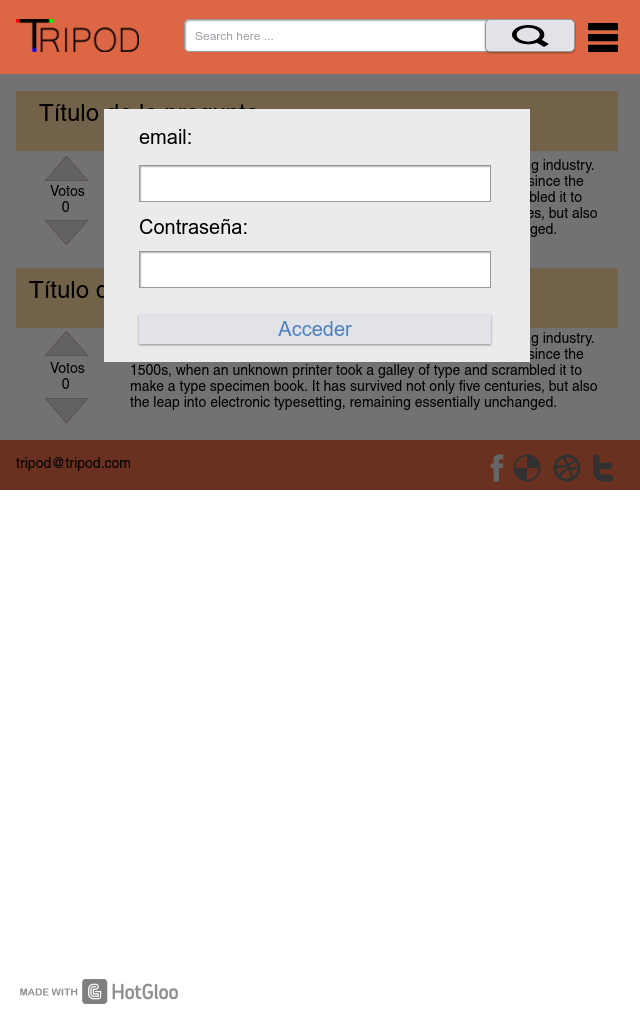 TRIPOD
Search here ...
Título de la pregunta
email:
g industry.
Votos
since the
0
bled it to
es, but also
Contraseña:
ged.
Título d
Acceder
g industry.
Votos
since the
0
1500s, when an unknown printer took a galley of type and scrambled it to
make a type specimen book. It has survived not only five centuries, but also
the leap into electronic typesetting, remaining essentially unchanged.
tripod@tripod.com
MADE WITH HotGloo